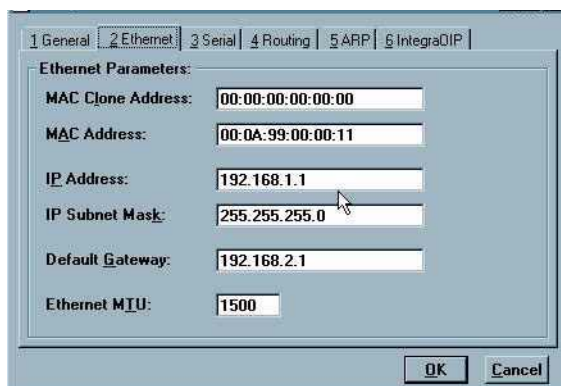 1 General 2 Ethernet 3 Serial 4 Routing 5 ARP 6 IntegraOIP
Ethernet Parameters:
MAC Clone Address: 00:00:00:00:00:00
MAC Address: 00:0A:99:00:00:11
IP Address: 192.168.1.1
IP Subnet Mask: 255.255.255.0
Default Gateway: 192.168.2.1
Ethernet MTU: 1500
OK Cancel